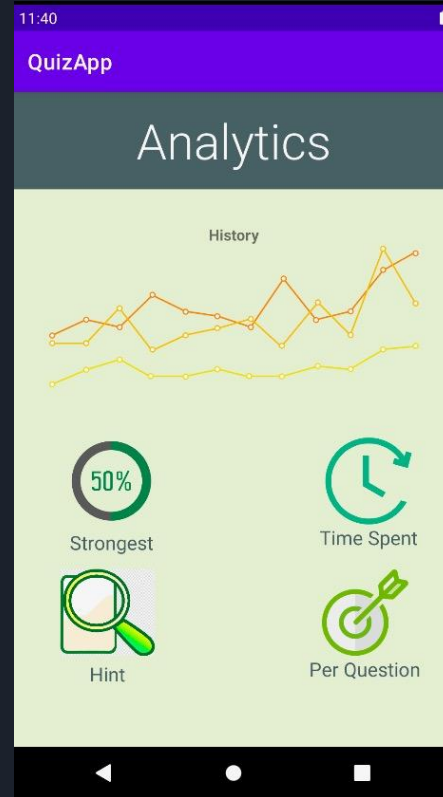 11:40
QuizApp
Analytics
History
50%
Strongest
Time Spent
Hint
Per Question